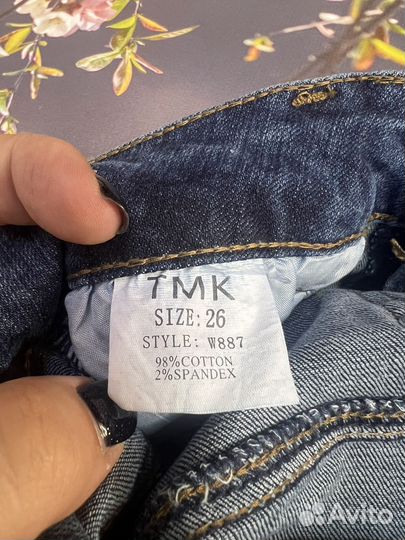 TMK
SIZE:26
STYLE: W887
98%COTTON
2%SPANDEX
Avito